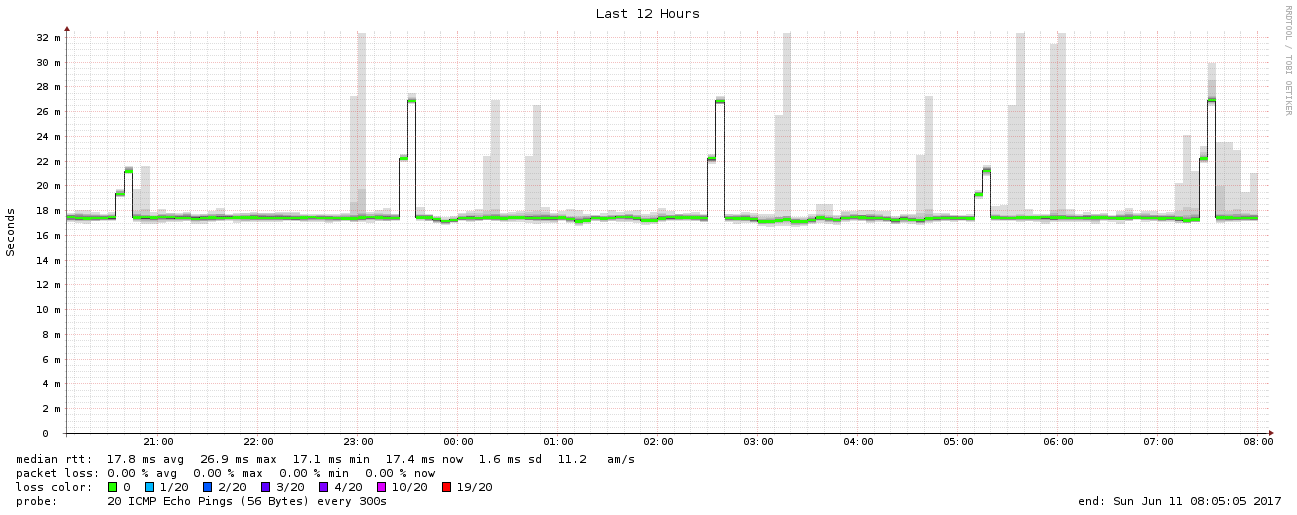 Last 12 Hours
RRDTOOL / TOBI OETIKER
Seconds
32 m
30 m
28 m
26 m
24 m
22 m
20 m
18 m
16 m
14 m
12 m
10 m
8 m
6 m
4 m
2 m
0
21:00 22:00 23:00 00:00 01:00 02:00 03:00 04:00 05:00 06:00 07:00 08:00
median rtt: 17.8 ms avg 26.9 ms max 17.1 ms min 17.4 ms now 1.6 ms sd 11.2 am/s
packet loss: 0.00 % avg 0.00 % max 0.00 % min 0.00 % now
loss color: 0 1/20 2/20 3/20 4/20 10/20 19/20
probe: 20 ICMP Echo Pings (56 Bytes) every 300s end: Sun Jun 11 08:05:05 2017